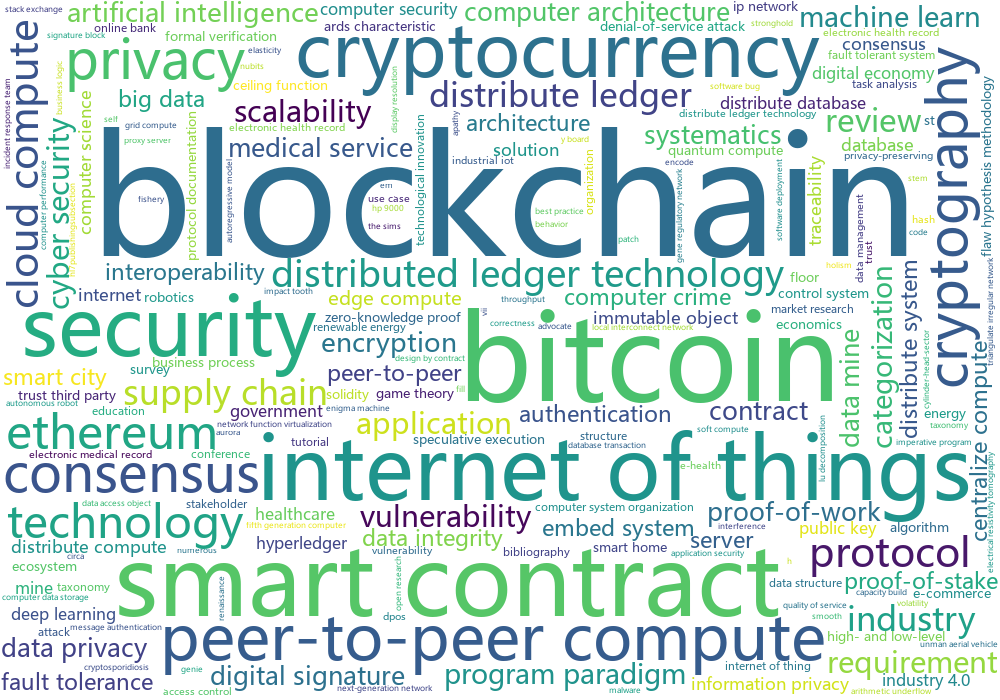 stack exchange
artificial intelligence
computer security
computer architecture
ip network
machine learn
online bank
ards characteristic
denial-of-service attack
stronghold
electronic health record
signature block
formal verification
cryptocurrency
consensus
fault tolerant system
cloud compute
privacy
elasticity
nubits
ceiling function
software bug
digital economy
task analysis
incident response team
business logic
big data
scalability
display resolution
distribute ledger
distribute database
distribute ledger technology
review
st
cryptography
flaw hypothesis methodology
computer science
self
grid compute
proxy server
protocol documentation
electronic health record
medical service
architecture
solution
y board
systematics
quantum compute
database
privacy-preserving
cyber security
computer performance
blockchain
fishery
autoregressive model
em
use case
hp 9000
the sims
technological innovation
industrial iot
best practice
behavior
organization
patch
encode
gene regulatory network
software deployment
traceability
data management
trust
hash
code
stem
holism
interoperability
distributed ledger technology
floor
control system
internet
robotics
impact tooth
edge compute
throughput
vii
computer crime
market research
security
zero-knowledge proof
renewable energy
encryption
correctness
advocate
immutable object
local interconnect network
economics
bitcoin
data mine
categorization
distribute system
triangulate irregular network
business process
survey
design by contract
peer-to-peer
smart city
trust third party
supply chain
solidity
game theory
fill
autonomous robot
education
government
enigma machine
network function virtualization
aurora
application
authentication
contract
cylinder-head-sector
energy
taxonomy
centralize compute
ethereum
conference
tutorial
speculative execution
structure
database transaction
soft compute
lu decomposition
imperative program
electronic medical record
consensus
internet of things
e-health
electrical resistivity tomography
data access object
stakeholder
technology
healthcare
fifth generation computer
vulnerability
computer system organization
embed system
interference
proof-of-work
server
public key
algorithm
distribute compute
numerous
circa
hyperledger
data integrity
vulnerability
bibliography
smart home
application security
h
protocol
ecosystem
mine
taxonomy
computer data storage
renaissance
smart contract
open research
dpos
data structure
proof-of-stake
capacity build
e-commerce
deep learning
attack
message authentication
quality of service
volatility
smooth
industry
data privacy
peer-to-peer compute
high- and low-level
unman aerial vehicle
fault tolerance
cryptosporidiosis
genie
access control
digital signature
next-generation network
program paradigm
malware
internet of thing
information privacy
requirement
industry 4.0
arithmetic underflow